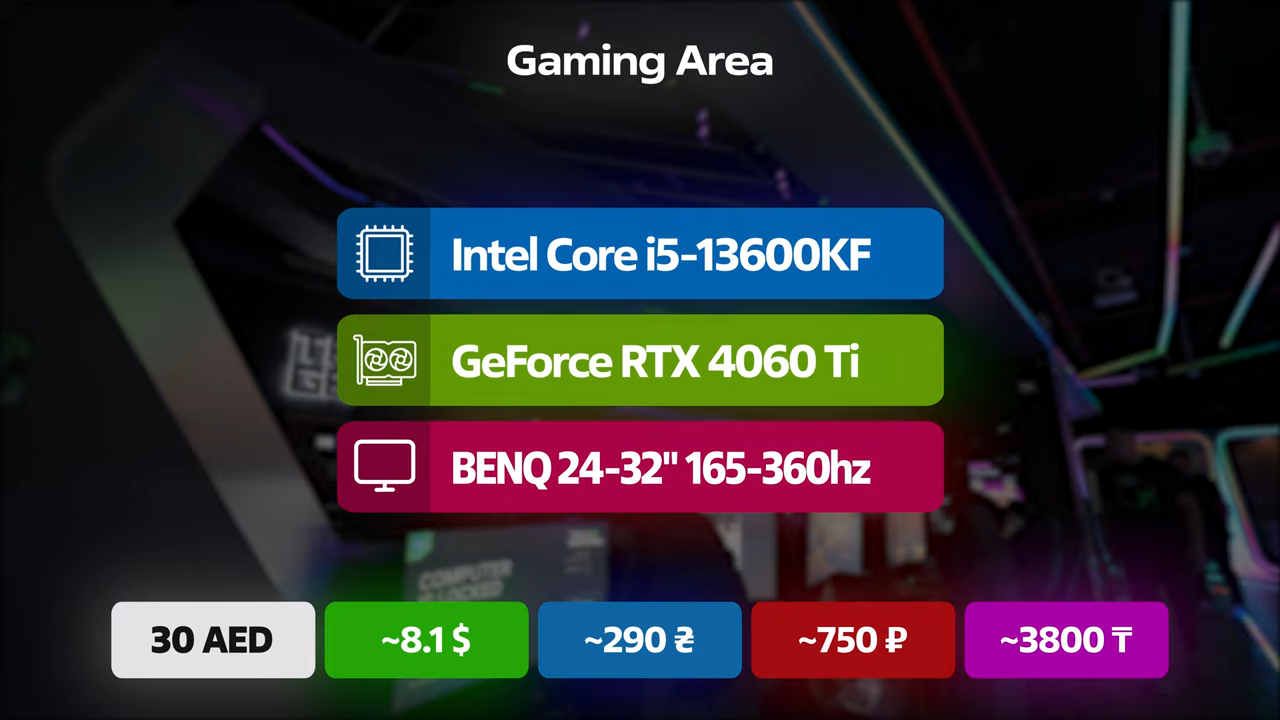 Gaming Area
Intel Core i5-13600KF
GeForce RTX 4060 Ti
BENQ 24-32" 165-360hz
COMPUTER
30 AED
~8.1 $
~290 ₴
~750 ₽
~3800 ₸